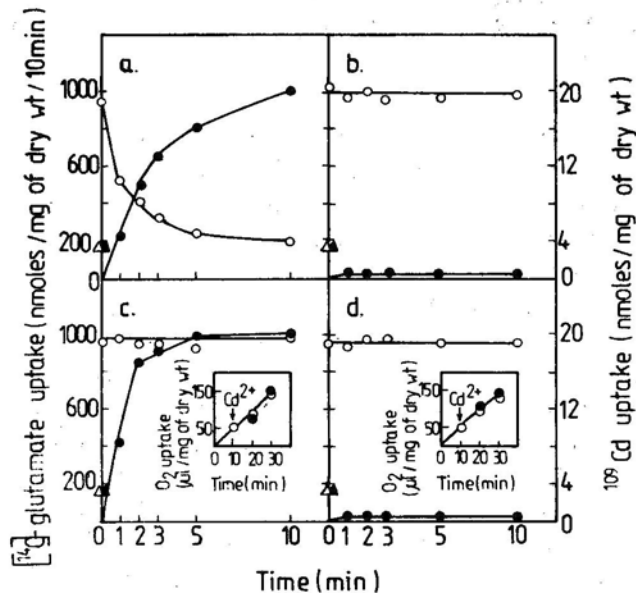 [14C]-glutamate uptake (nmoles/mg of dry wt/10min)
109Cd uptake (nmoles/mg of dry wt)
a.
b.
1000
600
200
0
20
12
4
0
c.
d.
1000
600
200
0
20
12
4
0
O2 uptake
(μl/mg of dry wt)
150
50
Cd2+
0 10 20 30
Time(min)
O2 uptake
(μl/mg of dry wt)
150
50
Cd2+
0 10 20 30
Time(min)
0 1 2 3 5 10
0 1 2 3 5 10
Time(min)